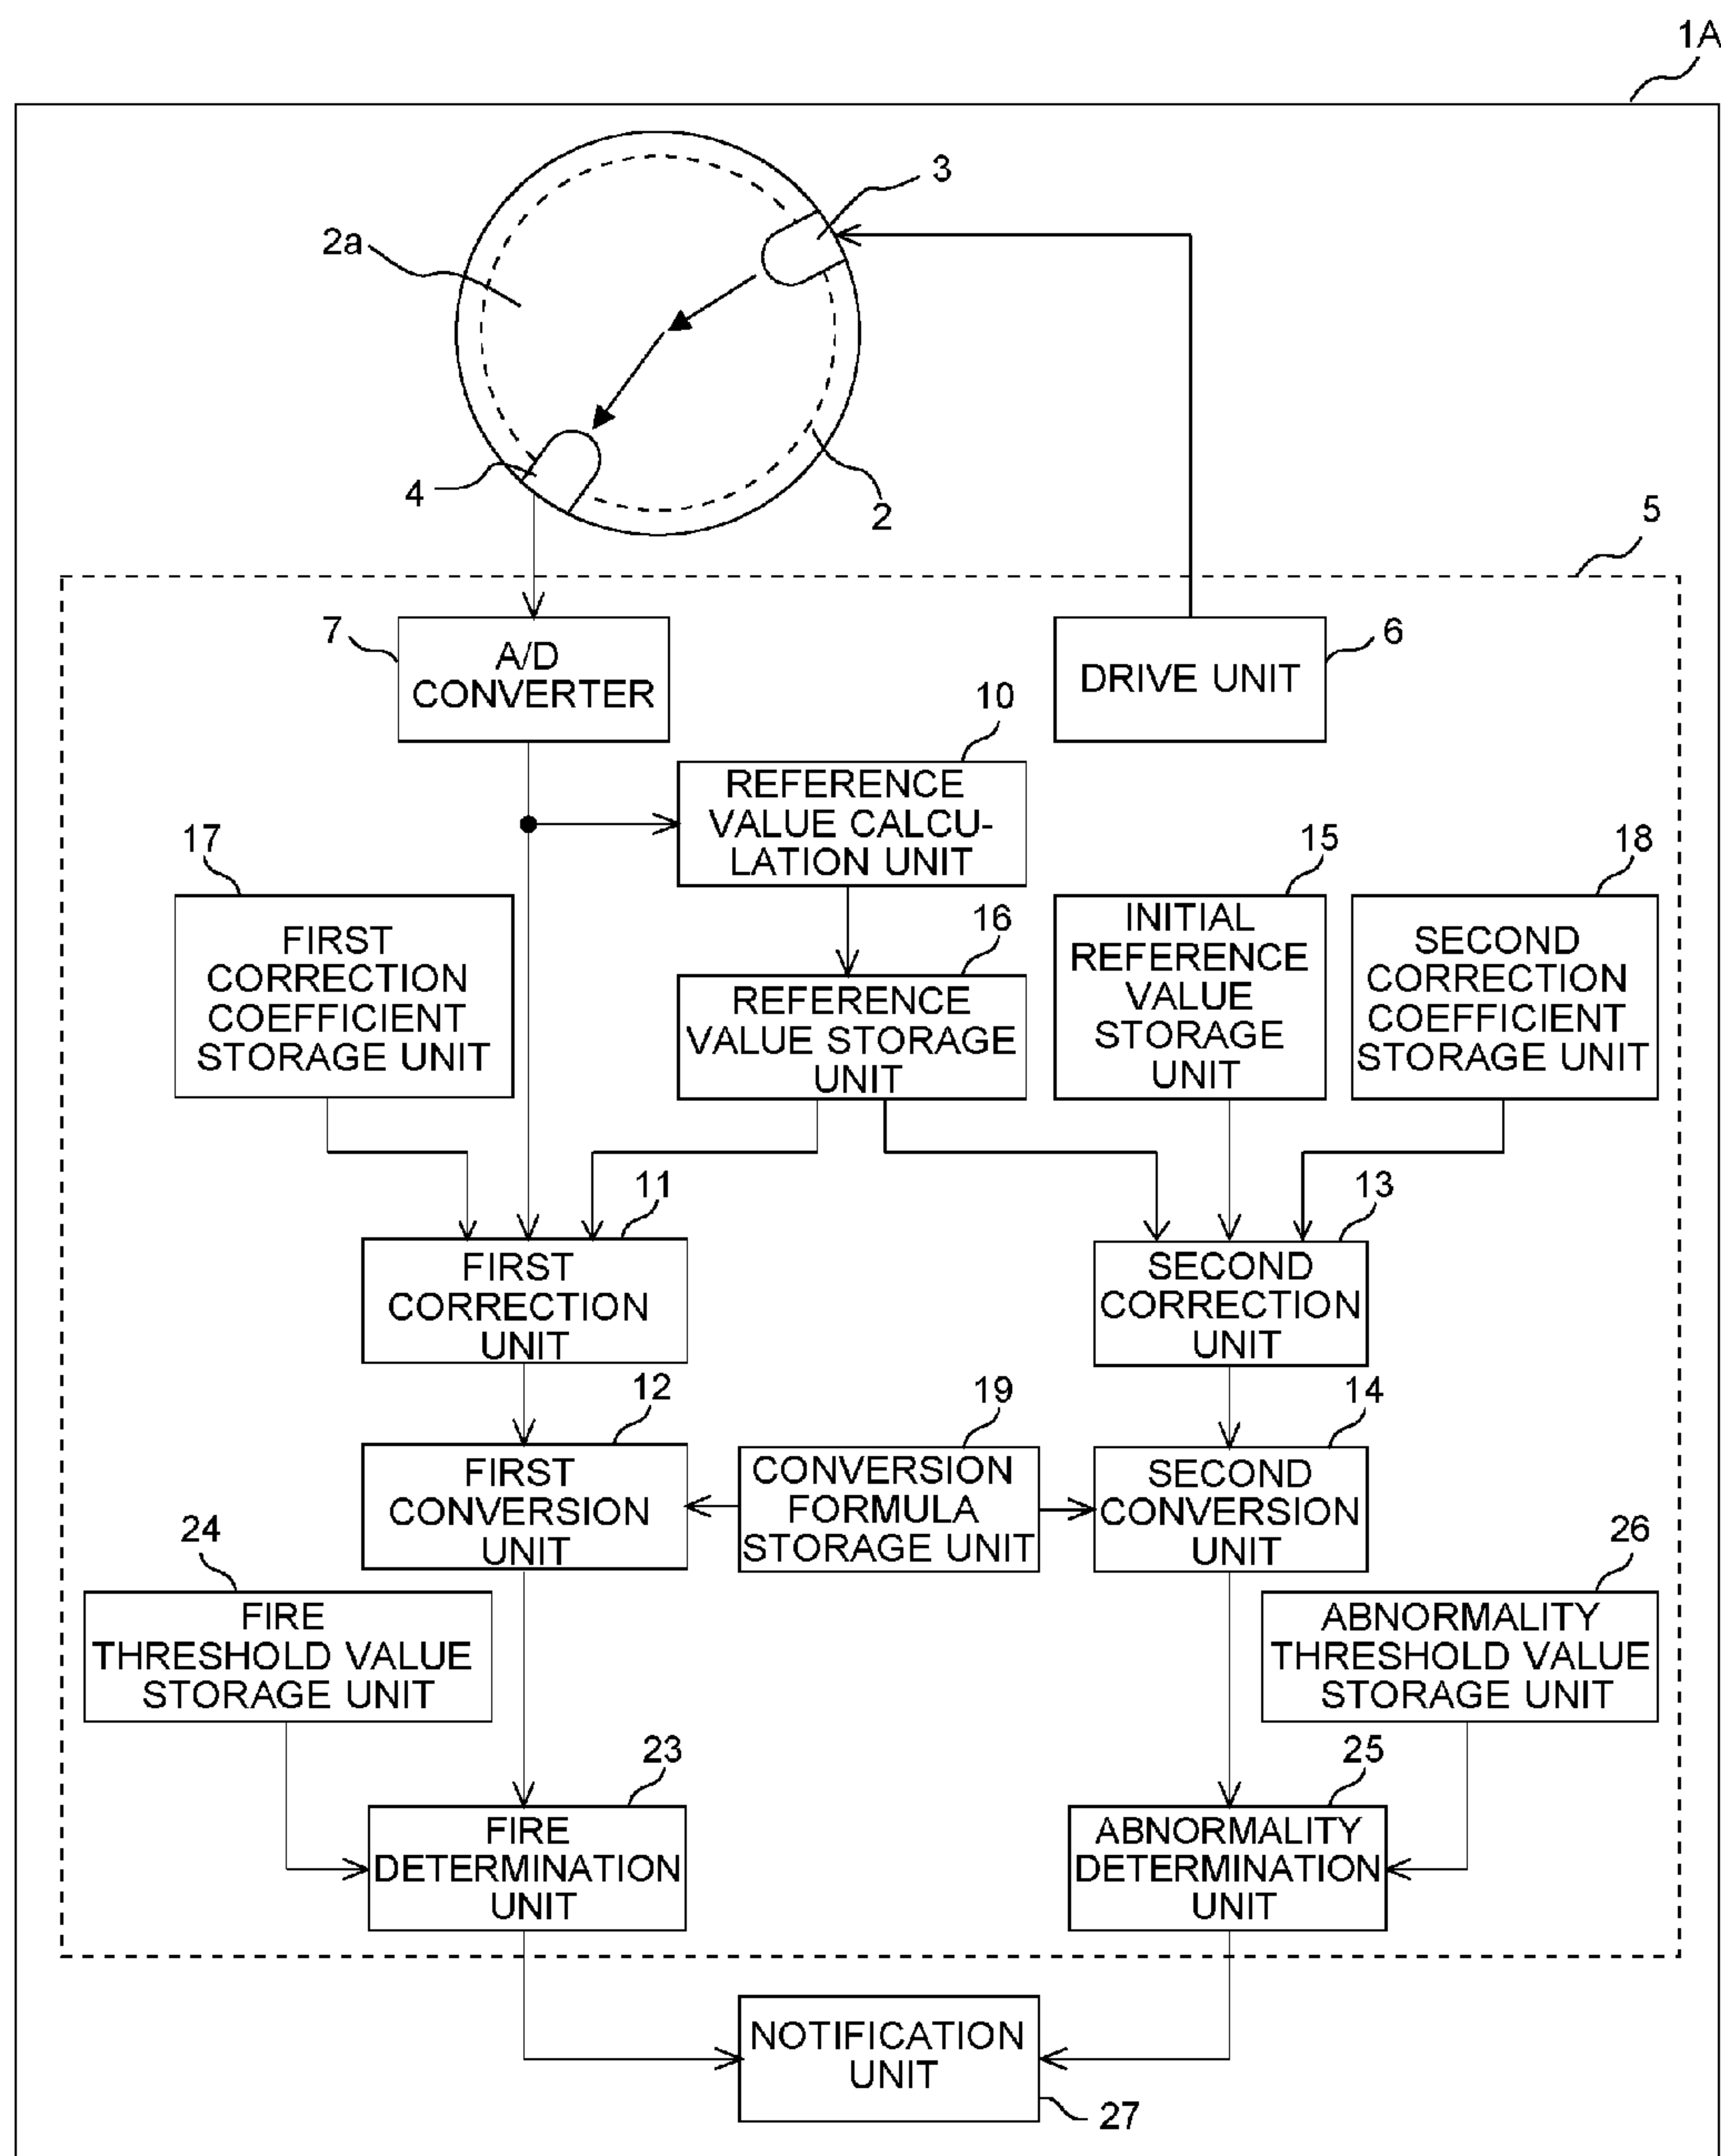 1A
3
2a
4
2
5
7
A/D
CONVERTER
DRIVE UNIT
6
10
REFERENCE
VALUE CALCU-
LATION UNIT
17
FIRST
CORRECTION
COEFFICIENT
STORAGE UNIT
16
REFERENCE
VALUE STORAGE
UNIT
15
INITIAL
REFERENCE
VALUE
STORAGE
UNIT
18
SECOND
CORRECTION
COEFFICIENT
STORAGE UNIT
11
FIRST
CORRECTION
UNIT
13
SECOND
CORRECTION
UNIT
12
FIRST
CONVERSION
UNIT
19
CONVERSION
FORMULA
STORAGE UNIT
14
SECOND
CONVERSION
UNIT
24
FIRE
THRESHOLD VALUE
STORAGE UNIT
26
ABNORMALITY
THRESHOLD VALUE
STORAGE UNIT
23
FIRE
DETERMINATION
UNIT
25
ABNORMALITY
DETERMINATION
UNIT
NOTIFICATION
UNIT
27